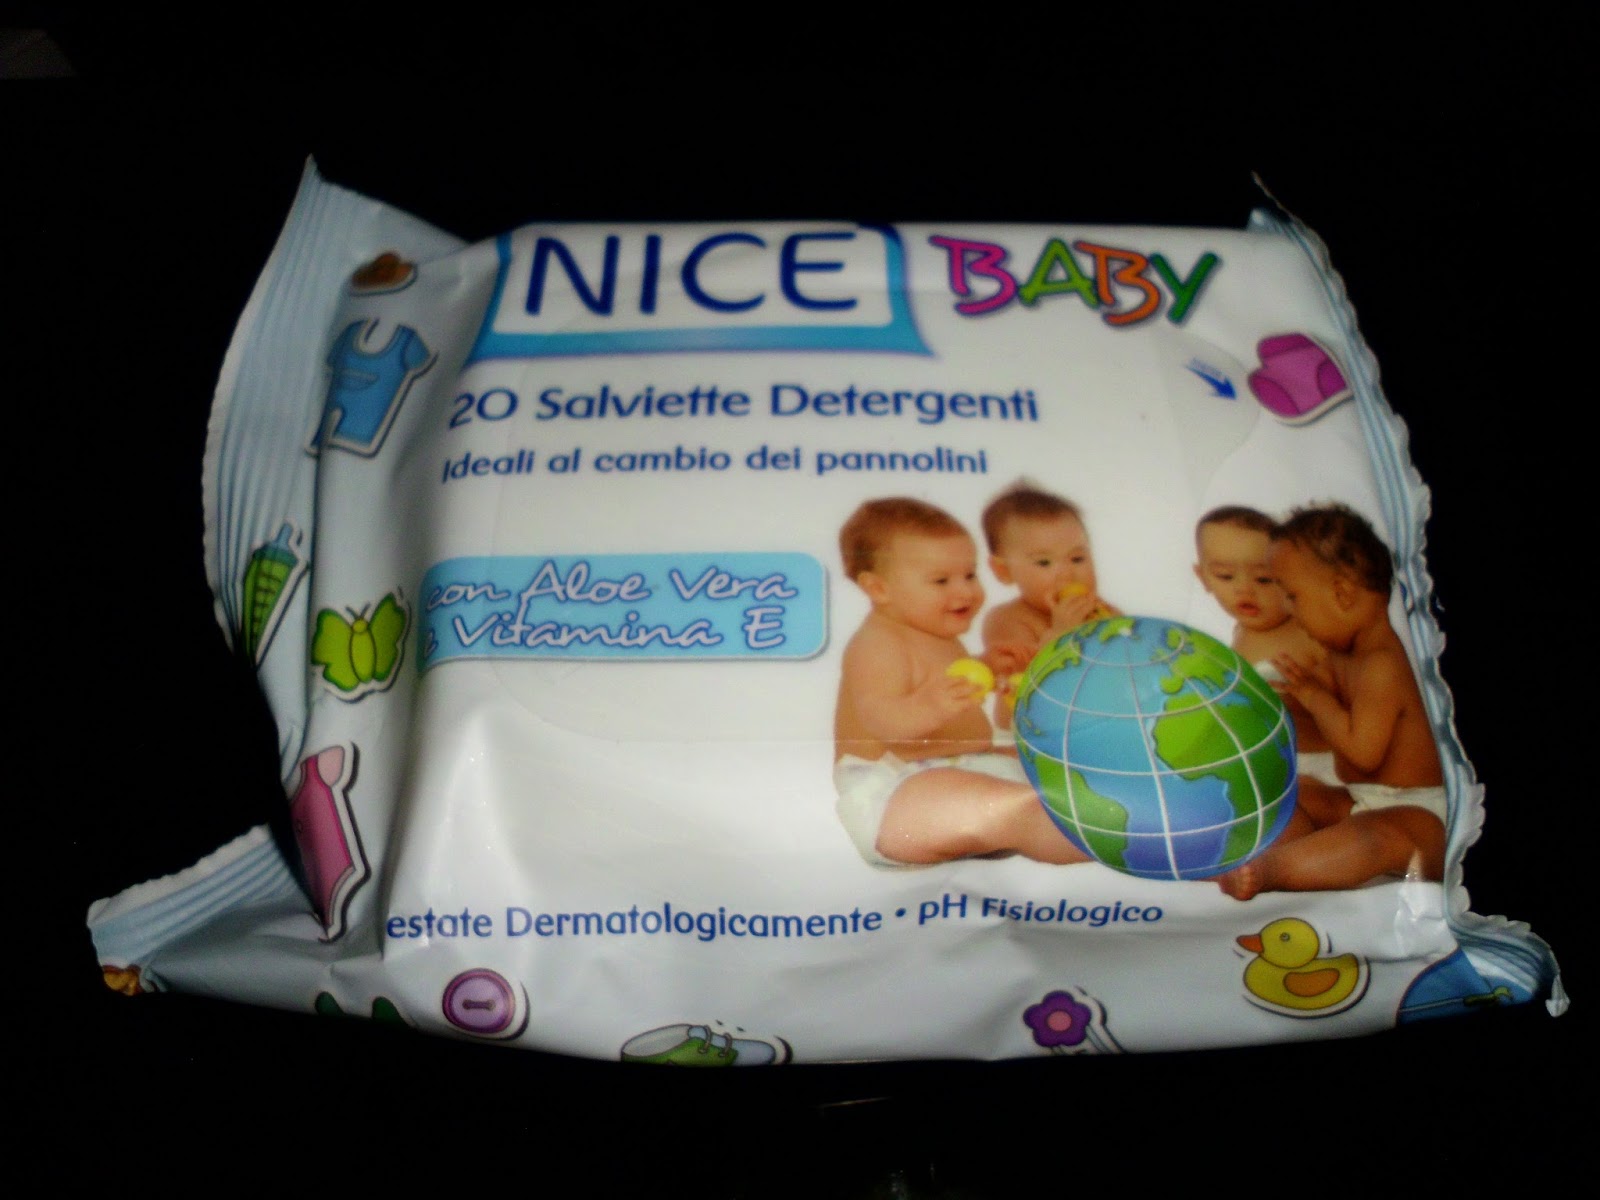 NICE BABY
20 Salviette Detergenti
Ideali al cambio dei pannolini
con Aloe Vera
e Vitamina E
estate Dermatologicamente • pH Fisiologico